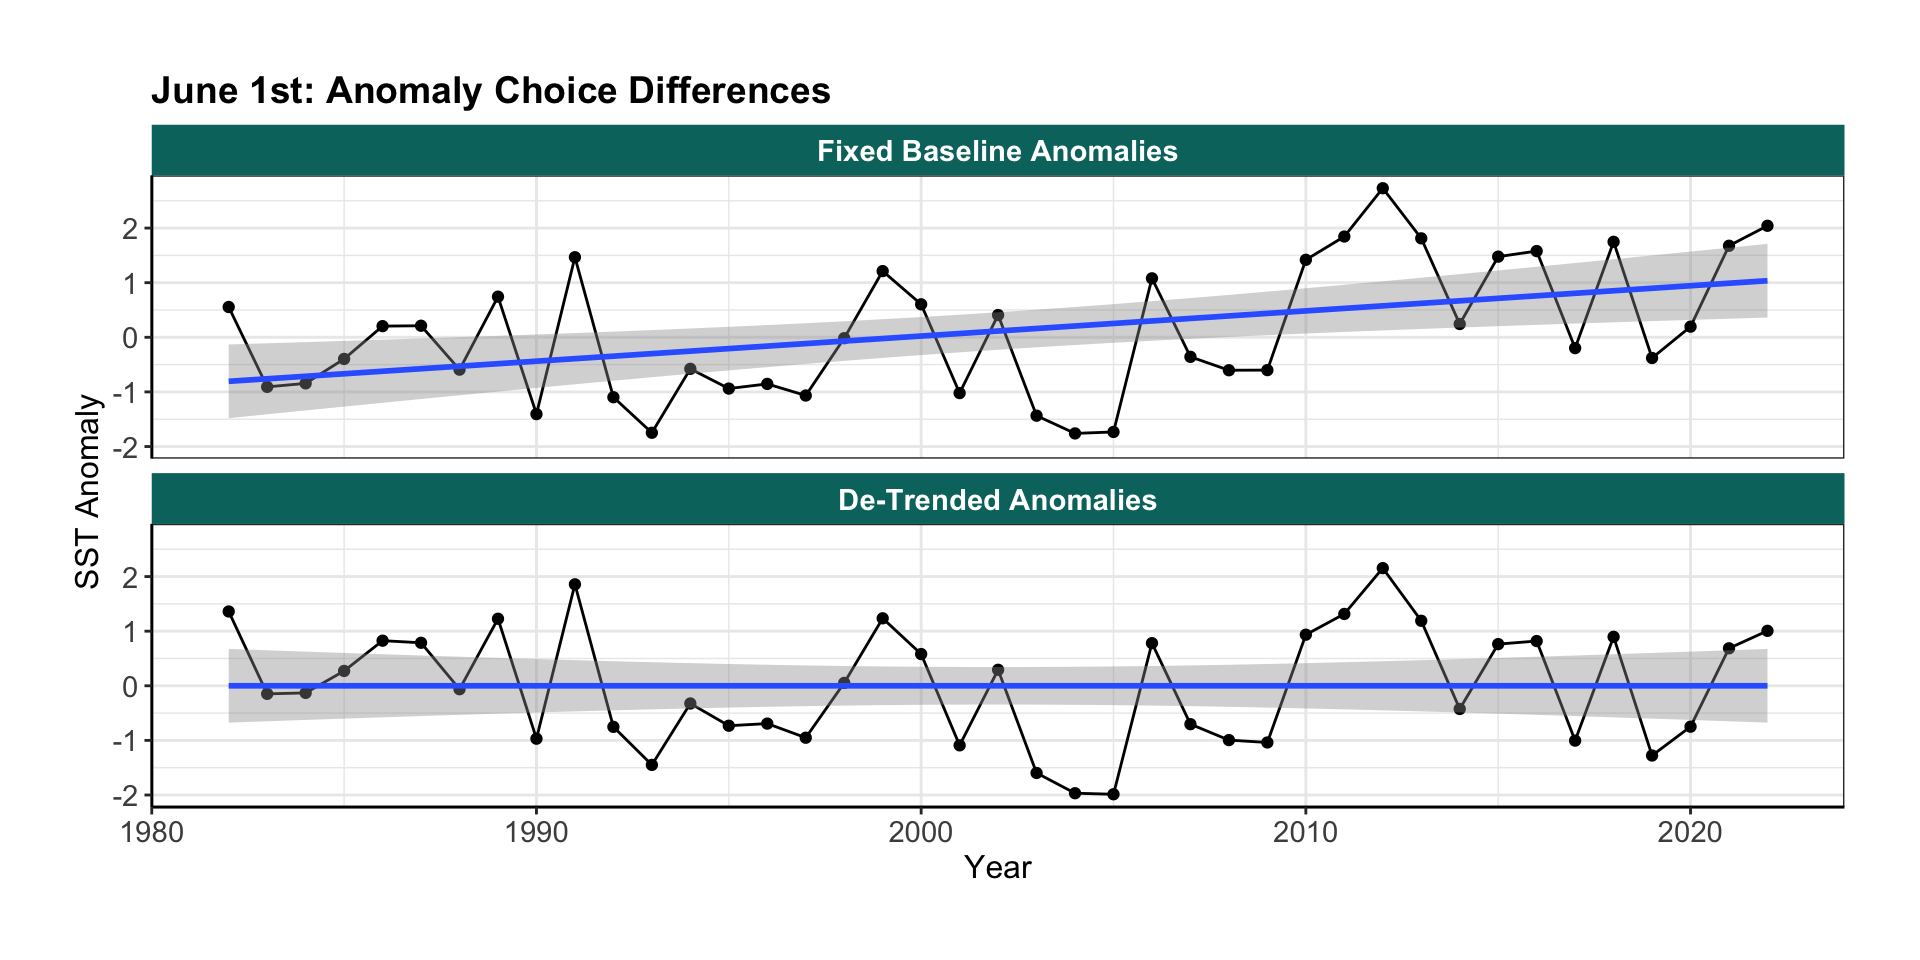 June 1st: Anomaly Choice Differences
Fixed Baseline Anomalies
2
1
0
-1
-2
SST Anomaly
De-Trended Anomalies
2
1
0
-1
-2
1980 1990 2000 2010 2020
Year